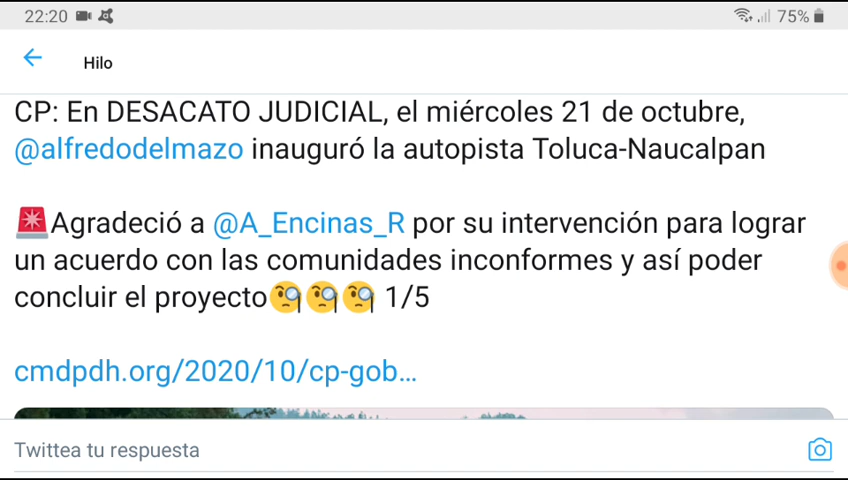 22:20
75%
Hilo
CP: En DESACATO JUDICIAL, el miércoles 21 de octubre,
@alfredodelmazo inauguró la autopista Toluca-Naucalpan
Agradeció a @A_Encinas_R por su intervención para lograr
un acuerdo con las comunidades inconformes y así poder
concluir el proyecto🧐🧐🧐 1/5
cmdpdh.org/2020/10/cp-gob...
Twittea tu respuesta